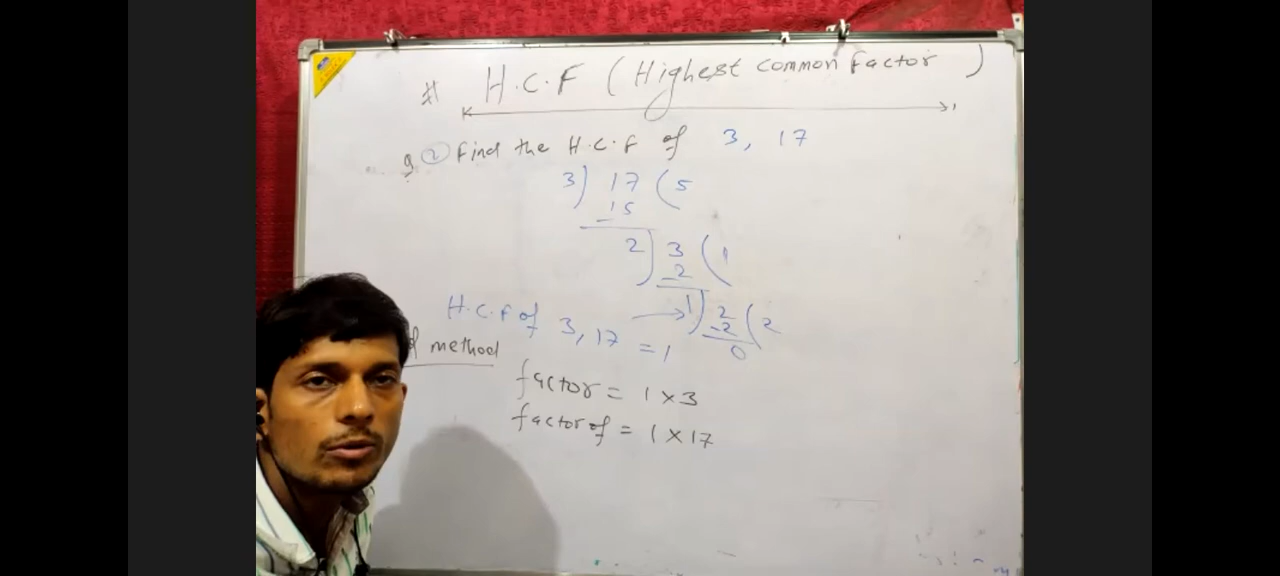 # H.C.F ( Highest common factor )
Q. 2 Find the H.C.F of 3, 17
3) 17 ( 5
15
2) 3 ( 1
-2
1) 2 ( 2
-2
0
H.C.F of 3, 17 = 1
method
factor = 1 x 3
factor of = 1 x 17